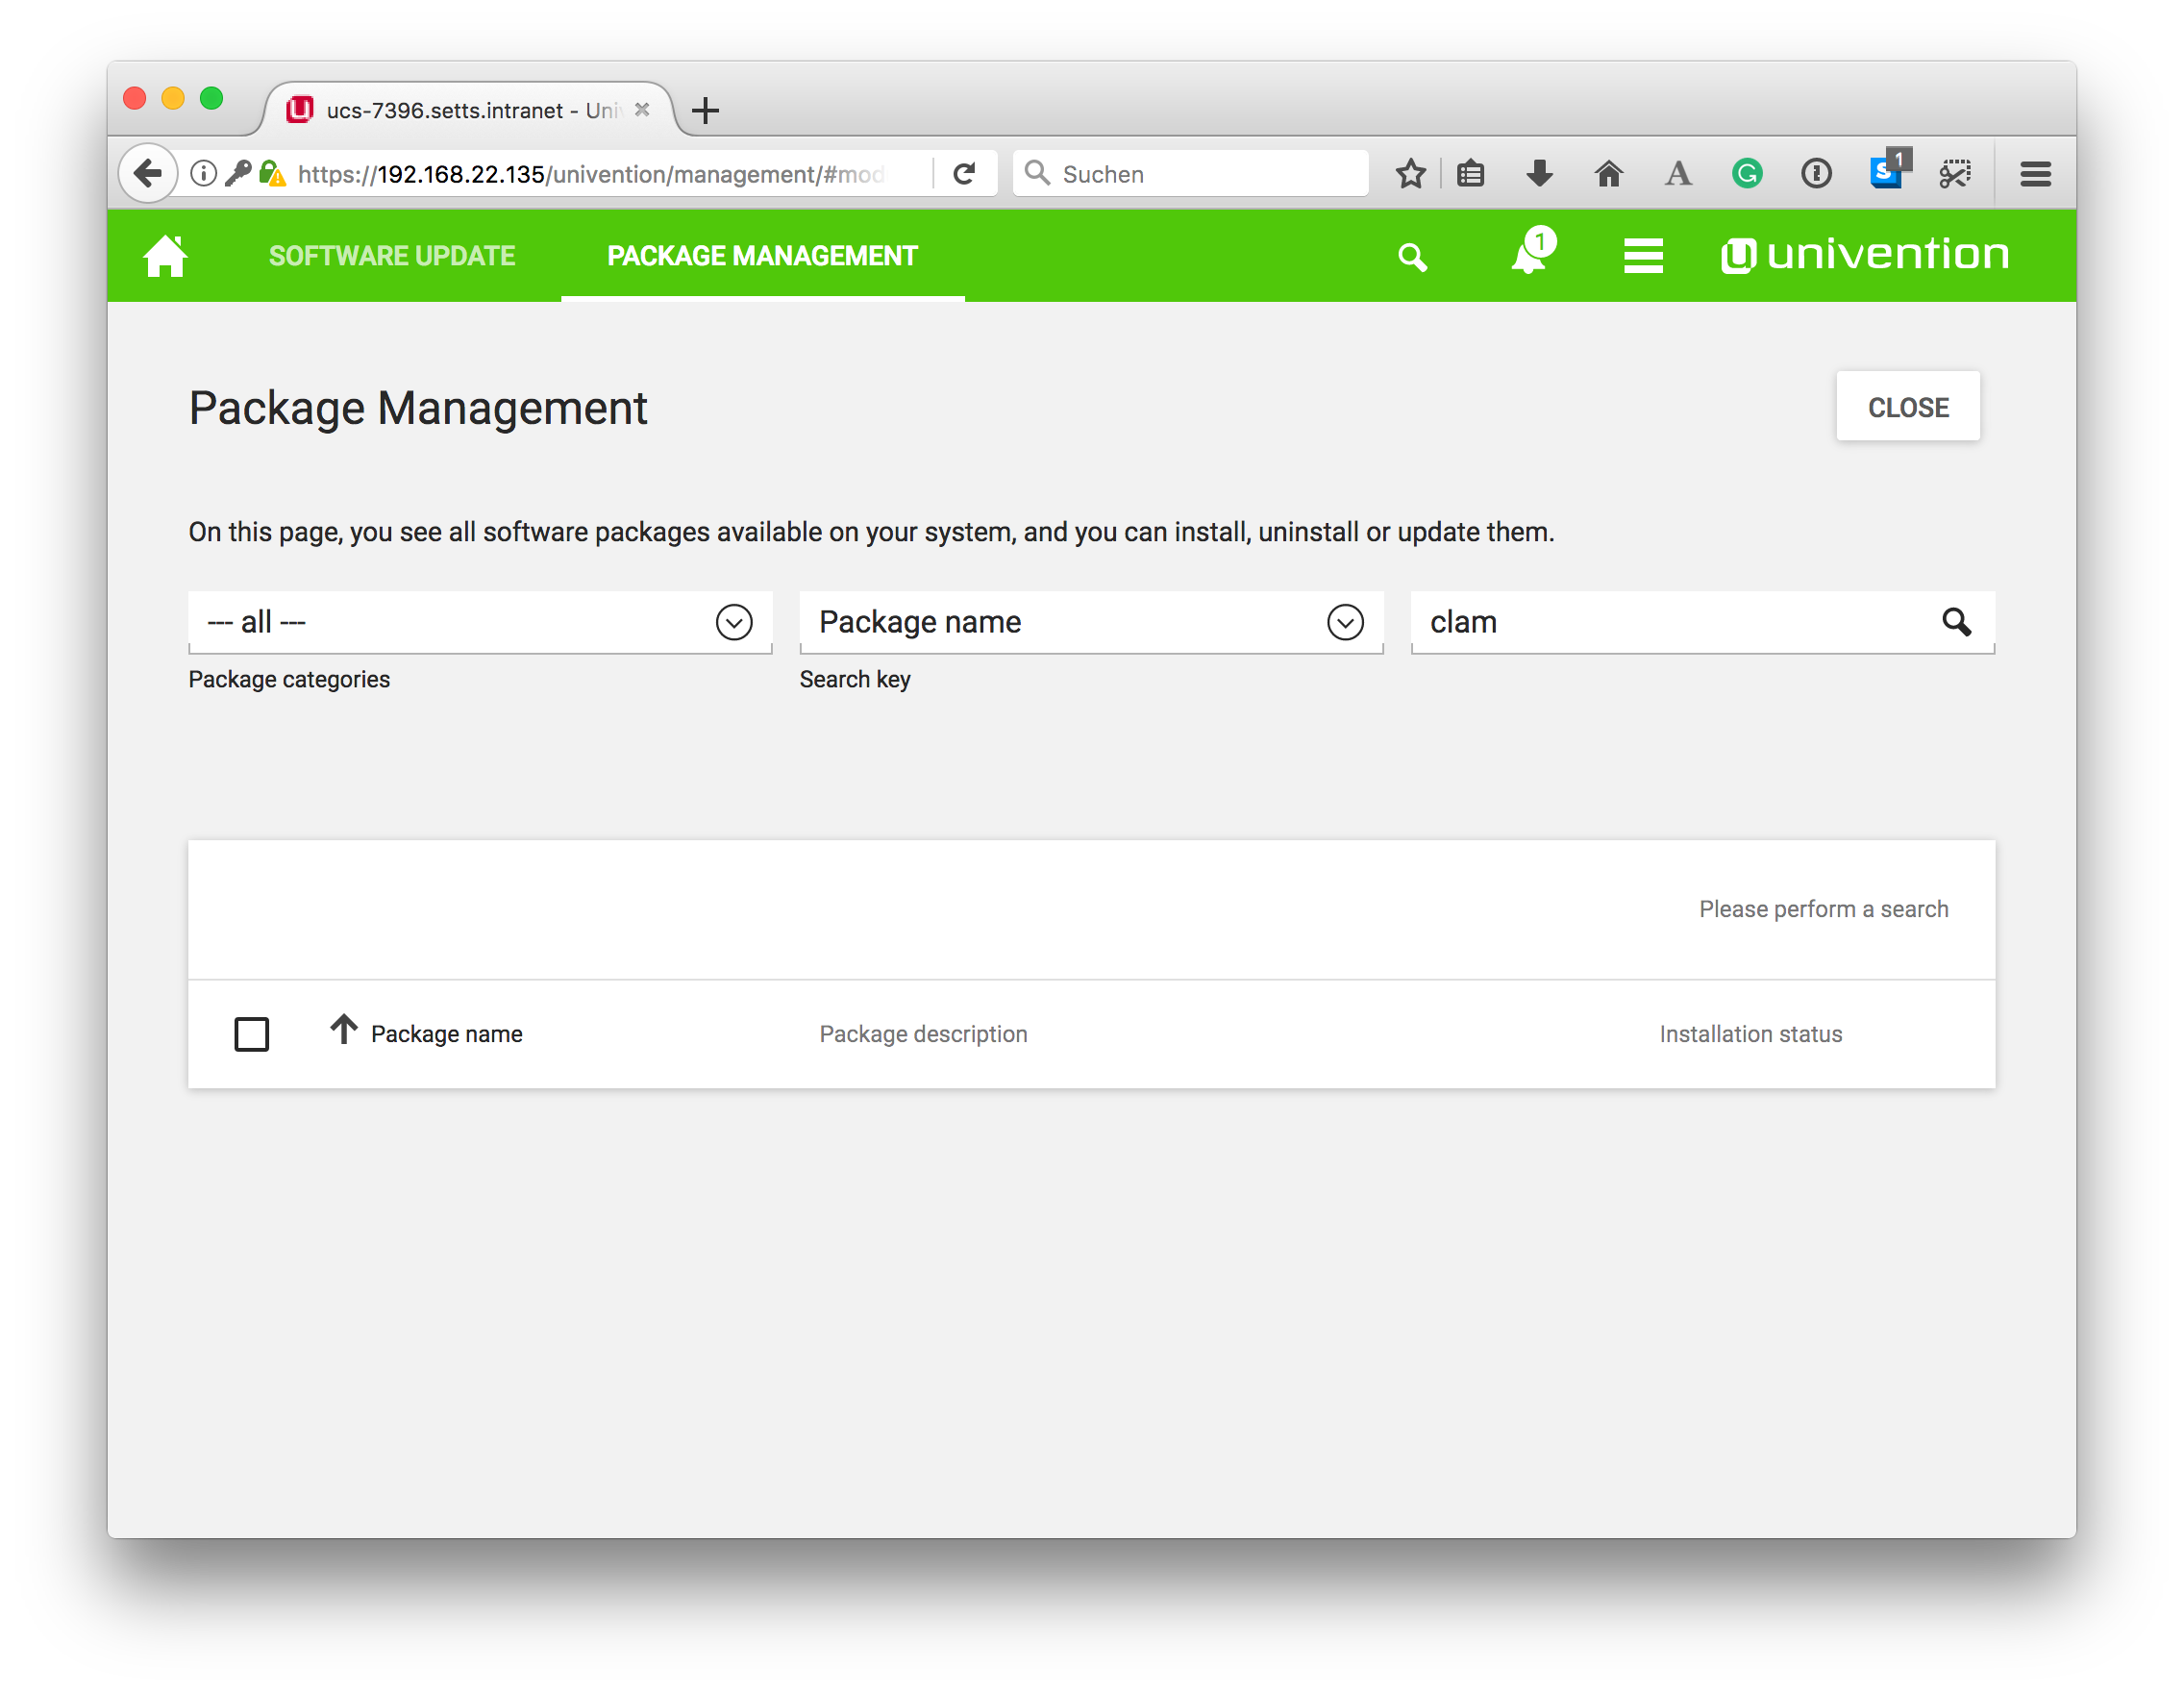 ucs-7396.setts.intranet - Uni
https://192.168.22.135/univention/management/#mod
Suchen
1
SOFTWARE UPDATE
PACKAGE MANAGEMENT
1
univention
Package Management
CLOSE
On this page, you see all software packages available on your system, and you can install, uninstall or update them.
--- all ---
Package name
clam
Package categories
Search key
Please perform a search
Package name
Package description
Installation status